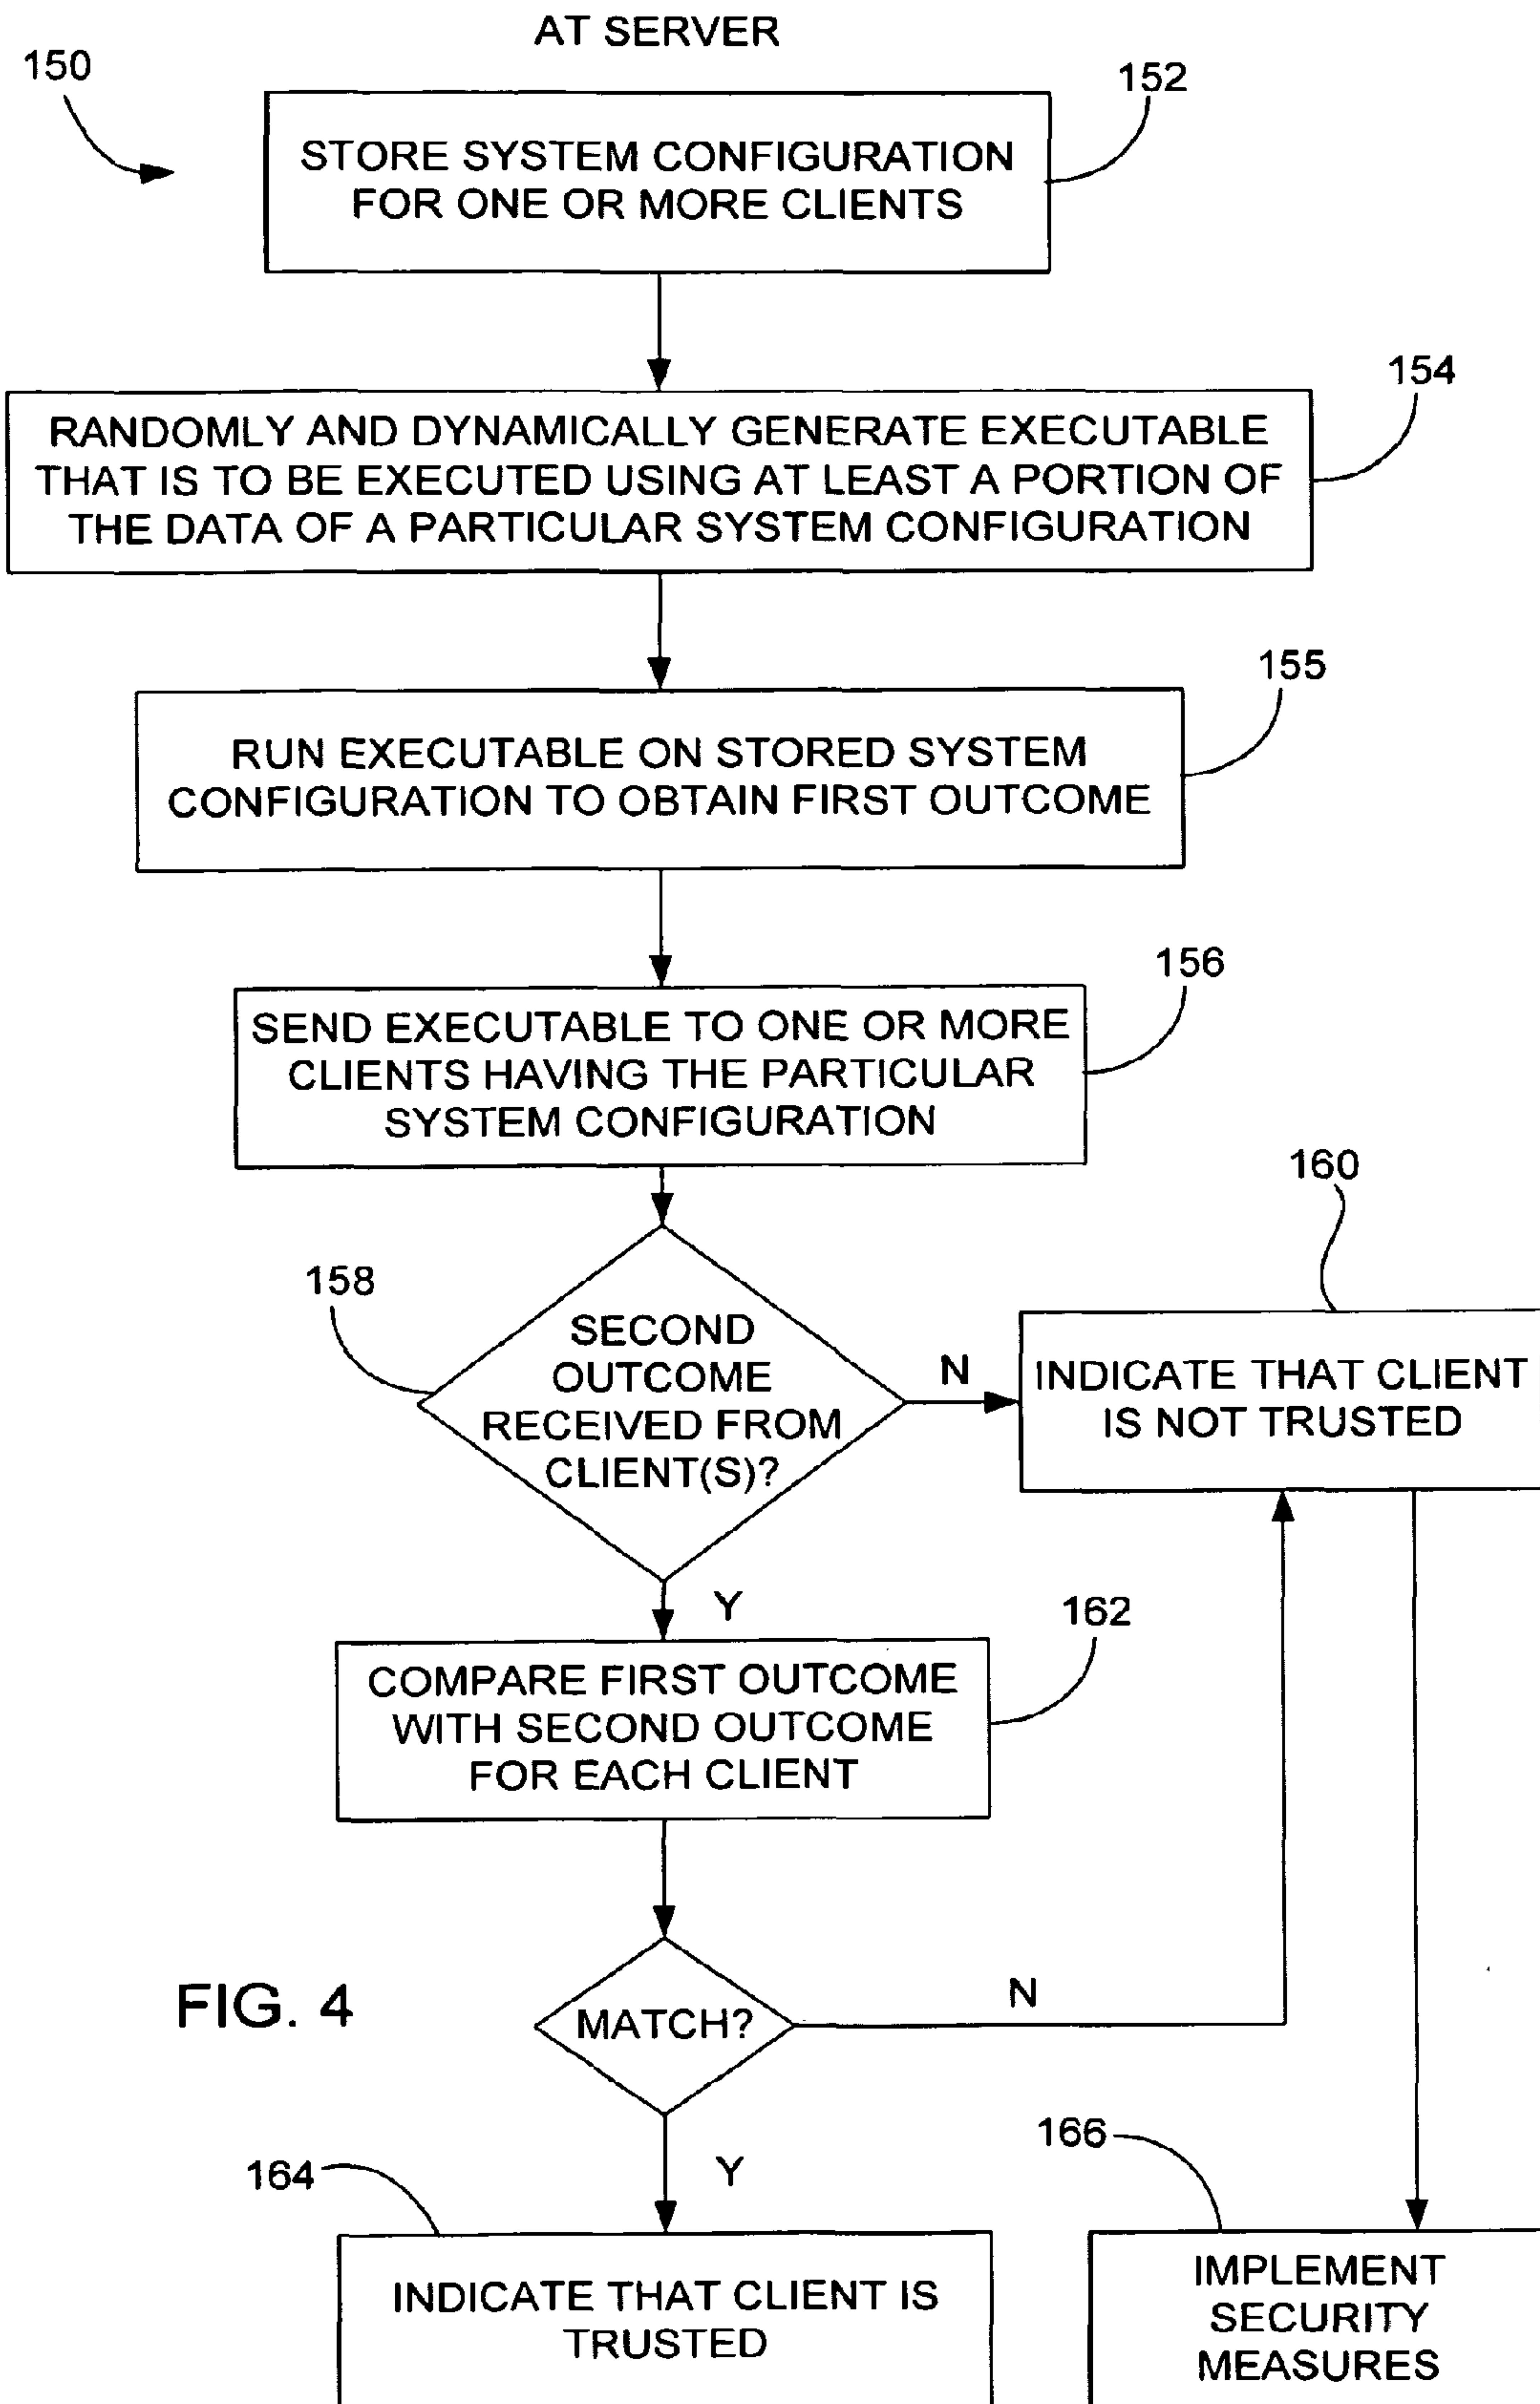 AT SERVER
150
152
STORE SYSTEM CONFIGURATION
FOR ONE OR MORE CLIENTS
154
RANDOMLY AND DYNAMICALLY GENERATE EXECUTABLE
THAT IS TO BE EXECUTED USING AT LEAST A PORTION OF
THE DATA OF A PARTICULAR SYSTEM CONFIGURATION
155
RUN EXECUTABLE ON STORED SYSTEM
CONFIGURATION TO OBTAIN FIRST OUTCOME
156
SEND EXECUTABLE TO ONE OR MORE
CLIENTS HAVING THE PARTICULAR
SYSTEM CONFIGURATION
160
158
SECOND
OUTCOME
RECEIVED FROM
CLIENT(S)?
N
INDICATE THAT CLIENT
IS NOT TRUSTED
Y
162
COMPARE FIRST OUTCOME
WITH SECOND OUTCOME
FOR EACH CLIENT
FIG. 4
MATCH?
N
Y
164
166
INDICATE THAT CLIENT IS
TRUSTED
IMPLEMENT
SECURITY
MEASURES